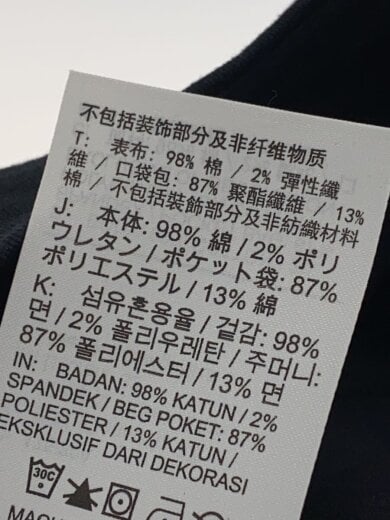 不包括装饰部分及非纤维物质
T: 表布: 98% 棉 / 2% 彈性纖
維 / 口袋包: 87% 聚酯纖維 / 13%
棉 / 不包括裝飾部分及非紡織材料
J: 本体: 98% 綿 / 2% ポリ
ウレタン / ポケット袋: 87%
ポリエステル / 13% 綿
K: 섬유혼용율 / 겉감: 98%
면 / 2% 폴리우레탄 / 주머니:
87% 폴리에스터 / 13% 면
IN: BADAN: 98% KATUN / 2%
SPANDEK / BEG POKET: 87%
POLIESTER / 13% KATUN /
EKSKLUSIF DARI DEKORASI
30C